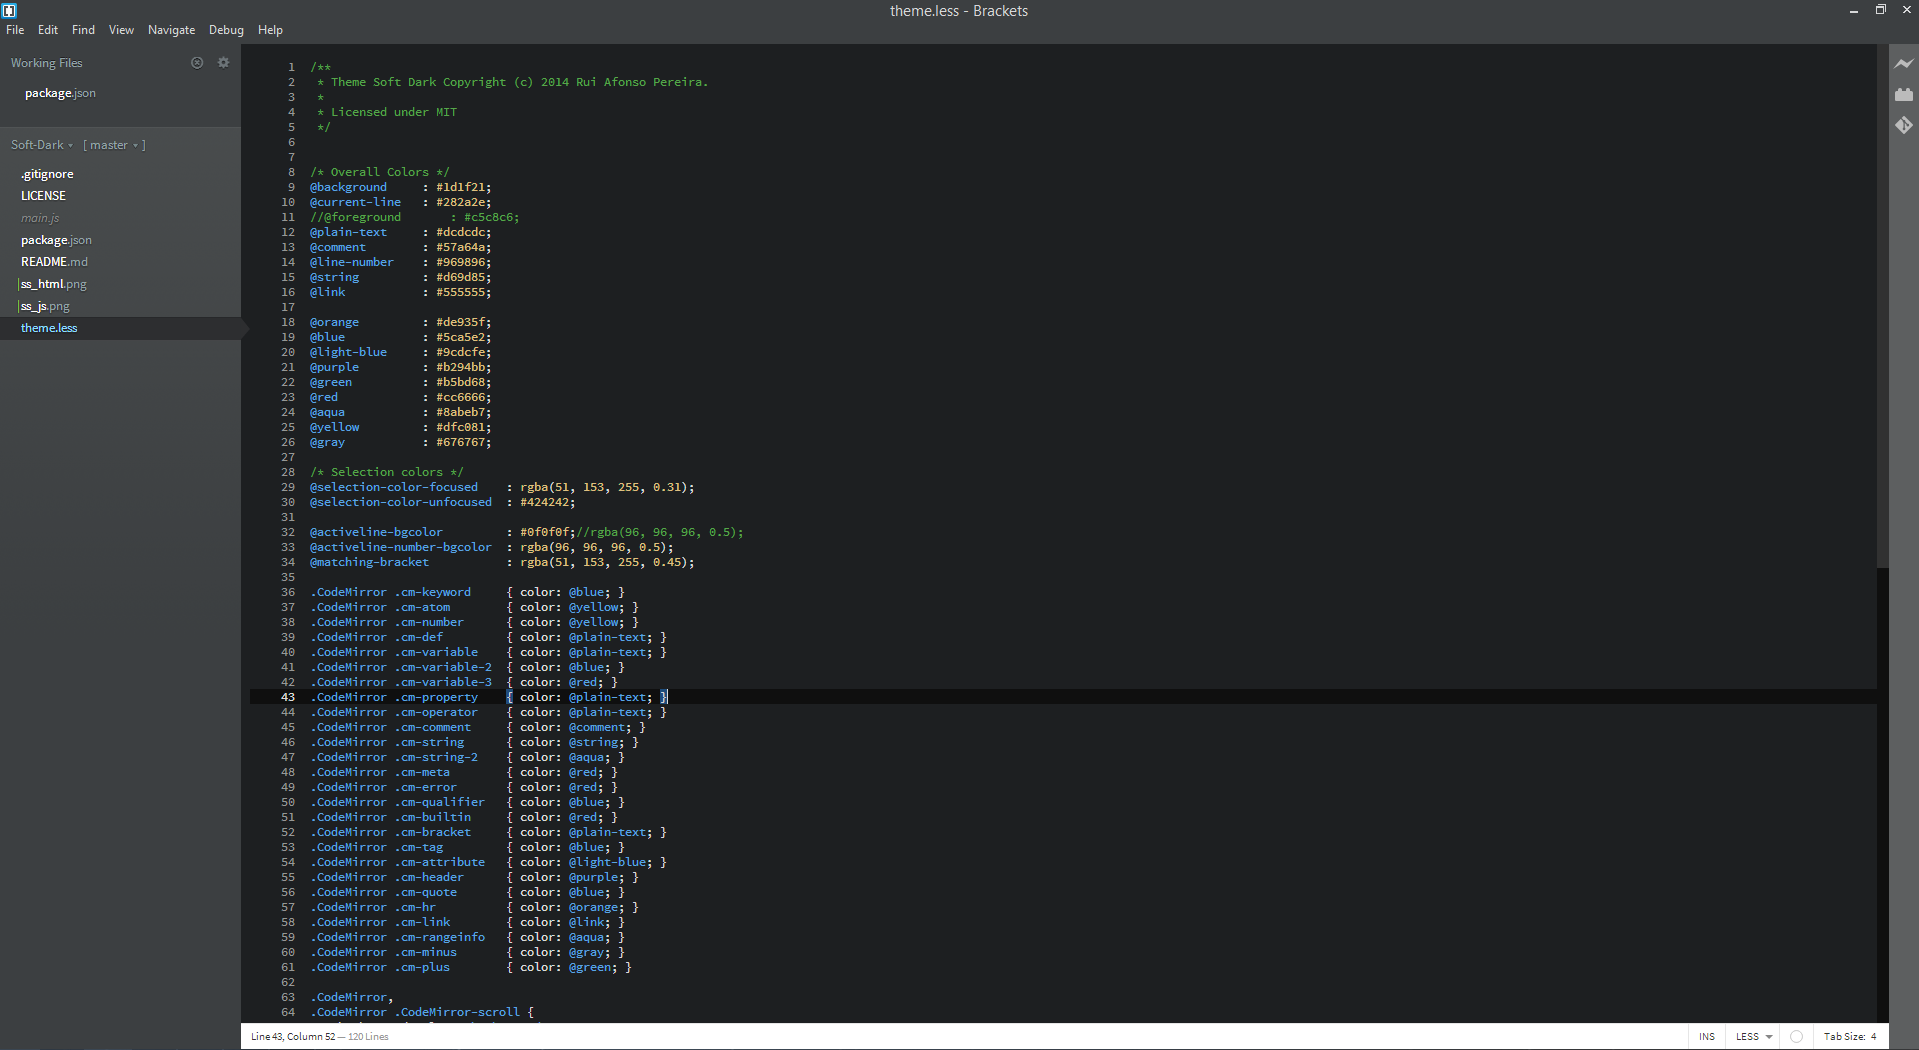 theme.less - Brackets
File Edit Find View Navigate Debug Help
Working Files
package.json
Soft-Dark [ master ]
.gitignore
LICENSE
main.js
package.json
README.md
ss_html.png
ss_js.png
theme.less
1 /**
2  * Theme Soft Dark Copyright (c) 2014 Rui Afonso Pereira.
3  *
4  * Licensed under MIT
5  */
6
7
8 /* Overall Colors */
9 @background : #1d1f21;
10 @current-line : #282a2e;
11 //@foreground : #c5c8c6;
12 @plain-text : #dcdcdc;
13 @comment : #57a64a;
14 @line-number : #969896;
15 @string : #d69d85;
16 @link : #555555;
17
18 @orange : #de935f;
19 @blue : #5ca5e2;
20 @light-blue : #9cdcfe;
21 @purple : #b294bb;
22 @green : #b5bd68;
23 @red : #cc6666;
24 @aqua : #8abeb7;
25 @yellow : #dfc081;
26 @gray : #676767;
27
28 /* Selection colors */
29 @selection-color-focused : rgba(51, 153, 255, 0.31);
30 @selection-color-unfocused : #424242;
31
32 @activeline-bgcolor : #0f0f0f;//rgba(96, 96, 96, 0.5);
33 @activeline-number-bgcolor : rgba(96, 96, 96, 0.5);
34 @matching-bracket : rgba(51, 153, 255, 0.45);
35
36 .CodeMirror .cm-keyword { color: @blue; }
37 .CodeMirror .cm-atom { color: @yellow; }
38 .CodeMirror .cm-number { color: @yellow; }
39 .CodeMirror .cm-def { color: @plain-text; }
40 .CodeMirror .cm-variable { color: @plain-text; }
41 .CodeMirror .cm-variable-2 { color: @blue; }
42 .CodeMirror .cm-variable-3 { color: @red; }
43 .CodeMirror .cm-property { color: @plain-text; }
44 .CodeMirror .cm-operator { color: @plain-text; }
45 .CodeMirror .cm-comment { color: @comment; }
46 .CodeMirror .cm-string { color: @string; }
47 .CodeMirror .cm-string-2 { color: @aqua; }
48 .CodeMirror .cm-meta { color: @red; }
49 .CodeMirror .cm-error { color: @red; }
50 .CodeMirror .cm-qualifier { color: @blue; }
51 .CodeMirror .cm-builtin { color: @red; }
52 .CodeMirror .cm-bracket { color: @plain-text; }
53 .CodeMirror .cm-tag { color: @blue; }
54 .CodeMirror .cm-attribute { color: @light-blue; }
55 .CodeMirror .cm-header { color: @purple; }
56 .CodeMirror .cm-quote { color: @blue; }
57 .CodeMirror .cm-hr { color: @orange; }
58 .CodeMirror .cm-link { color: @link; }
59 .CodeMirror .cm-rangeinfo { color: @aqua; }
60 .CodeMirror .cm-minus { color: @gray; }
61 .CodeMirror .cm-plus { color: @green; }
62
63 .CodeMirror,
64 .CodeMirror .CodeMirror-scroll {
Line 43, Column 52 — 120 Lines
INS LESS Tab Size: 4